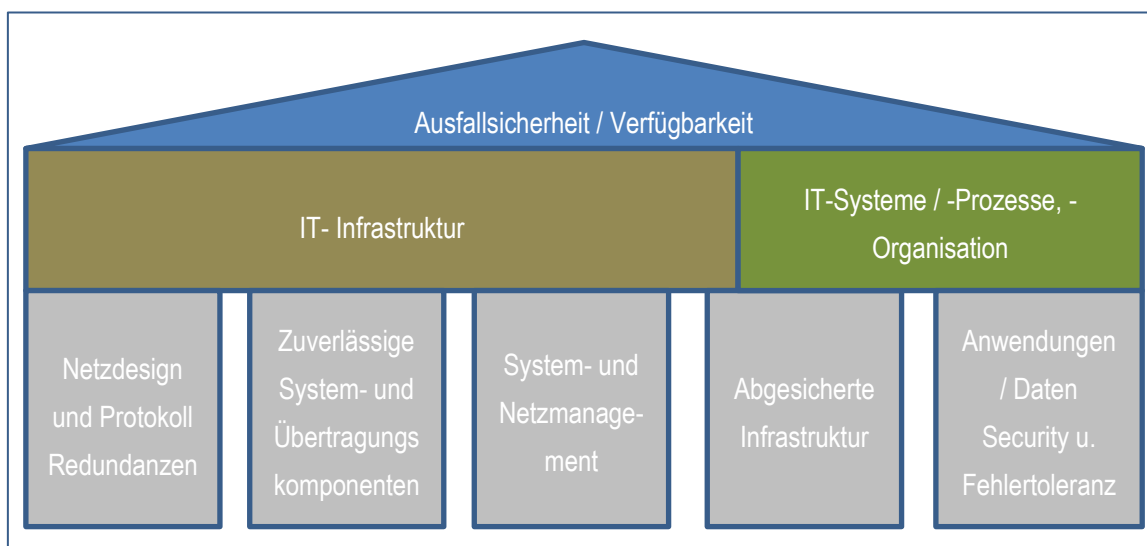 Ausfallsicherheit / Verfügbarkeit
IT- Infrastruktur
IT-Systeme / -Prozesse, -
Organisation
Netzdesign
und Protokoll
Redundanzen
Zuverlässige
System- und
Übertragungs
komponenten
System- und
Netzmanage-
ment
Abgesicherte
Infrastruktur
Anwendungen
/ Daten
Security u.
Fehlertoleranz